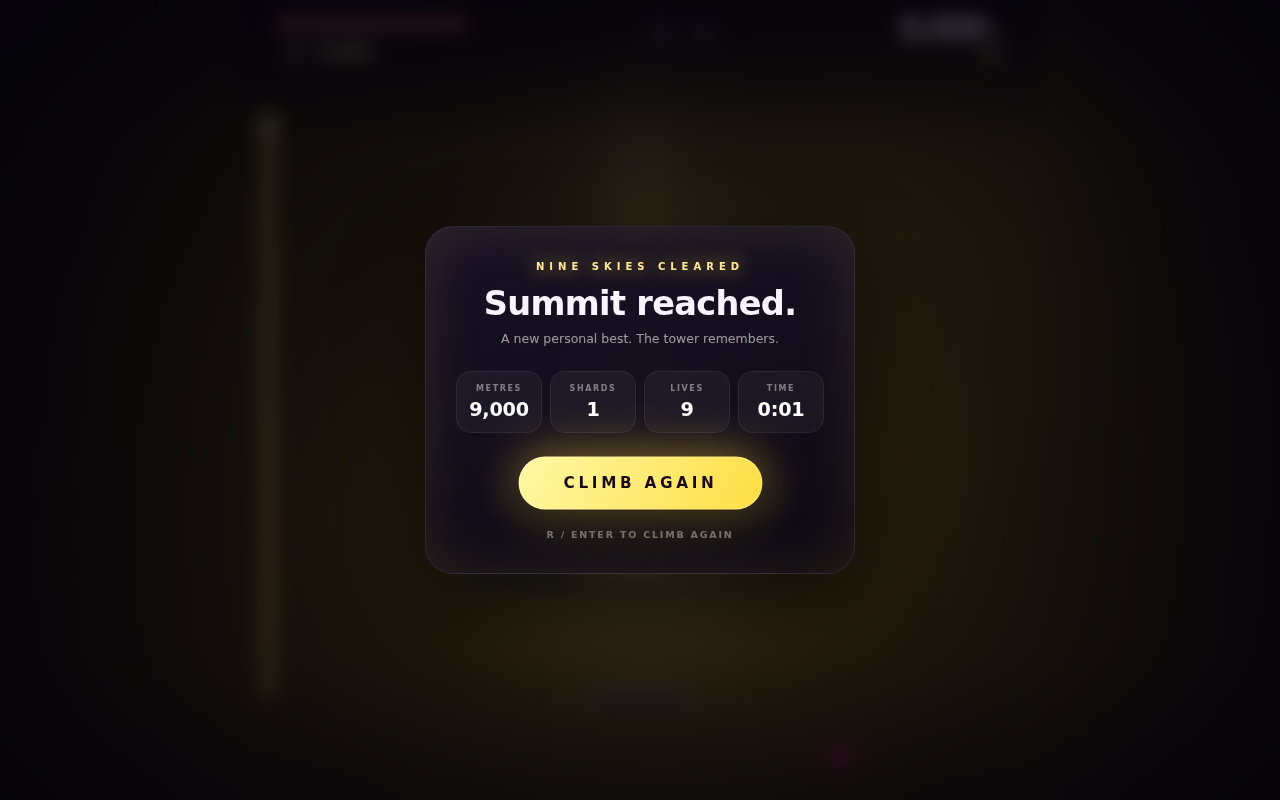 NINE SKIES CLEARED
Summit reached.
A new personal best. The tower remembers.
METRES SHARDS LIVES TIME
9,000 1 9 0:01
CLIMB AGAIN
R / ENTER TO CLIMB AGAIN